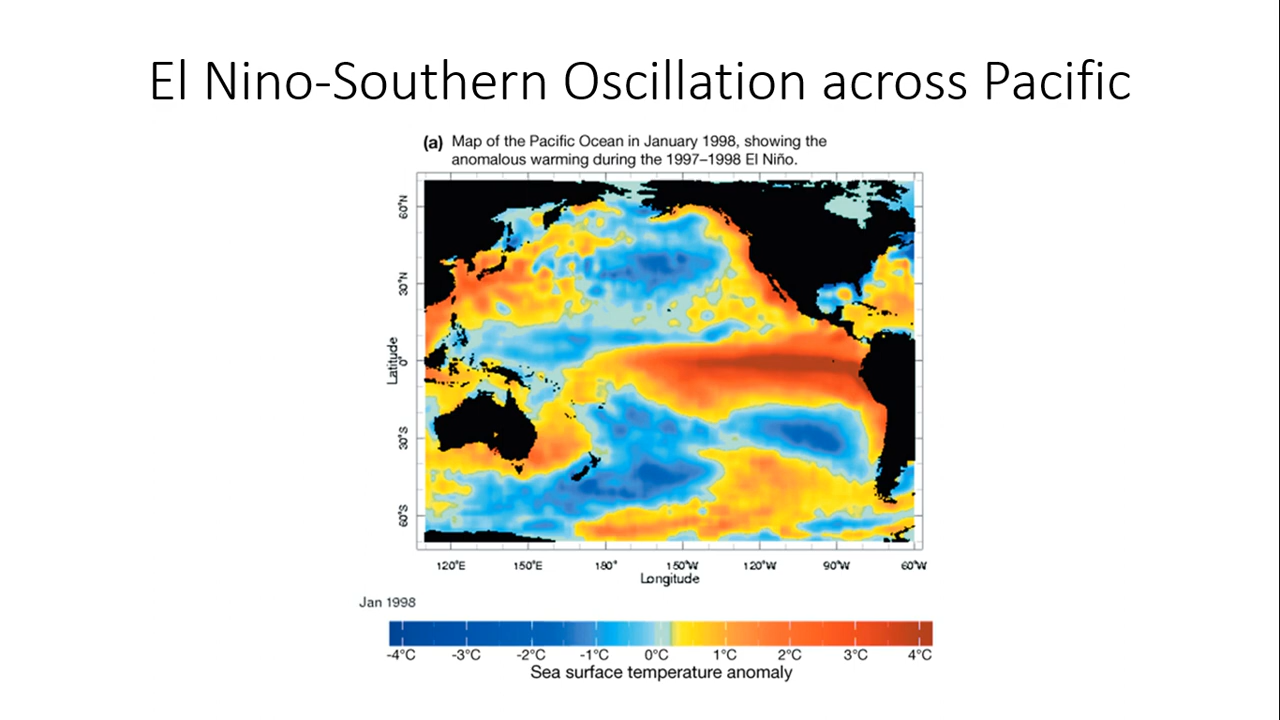 El Nino-Southern Oscillation across Pacific
(a) Map of the Pacific Ocean in January 1998, showing the
anomalous warming during the 1997–1998 El Niño.
60°N
30°N
0°
30°S
60°S
Latitude
120°E 150°E 180° 150°W 120°W 90°W 60°W
Longitude
Jan 1998
-4°C -3°C -2°C -1°C 0°C 1°C 2°C 3°C 4°C
Sea surface temperature anomaly